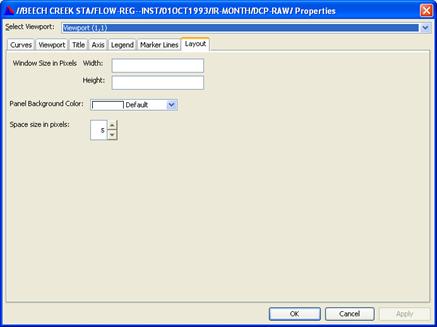 //BEECH CREEK STA/FLOW-REG--INST/01OCT1993/IR-MONTH/DCP-RAW/ Properties
Select Viewport: Viewport (1,1)
Curves Viewport Title Axis Legend Marker Lines Layout
Window Size in Pixels Width:
Height:
Panel Background Color: Default
Space size in pixels: 5
OK Cancel Apply